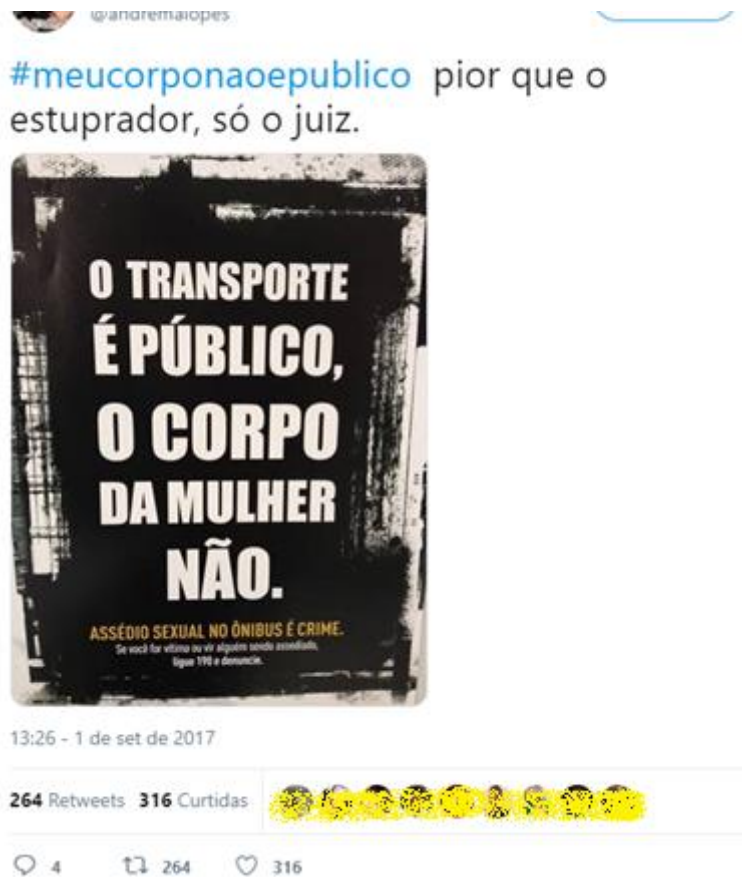 @andremalopes
#meucorponaoepublico pior que o
estuprador, só o juiz.
O TRANSPORTE
É PÚBLICO,
O CORPO
DA MULHER
NÃO.
ASSÉDIO SEXUAL NO ÔNIBUS É CRIME.
Se você for vítima ou vir alguém sendo assediado,
ligue 190 e denuncie.
13:26 - 1 de set de 2017
264 Retweets 316 Curtidas
4 264 316